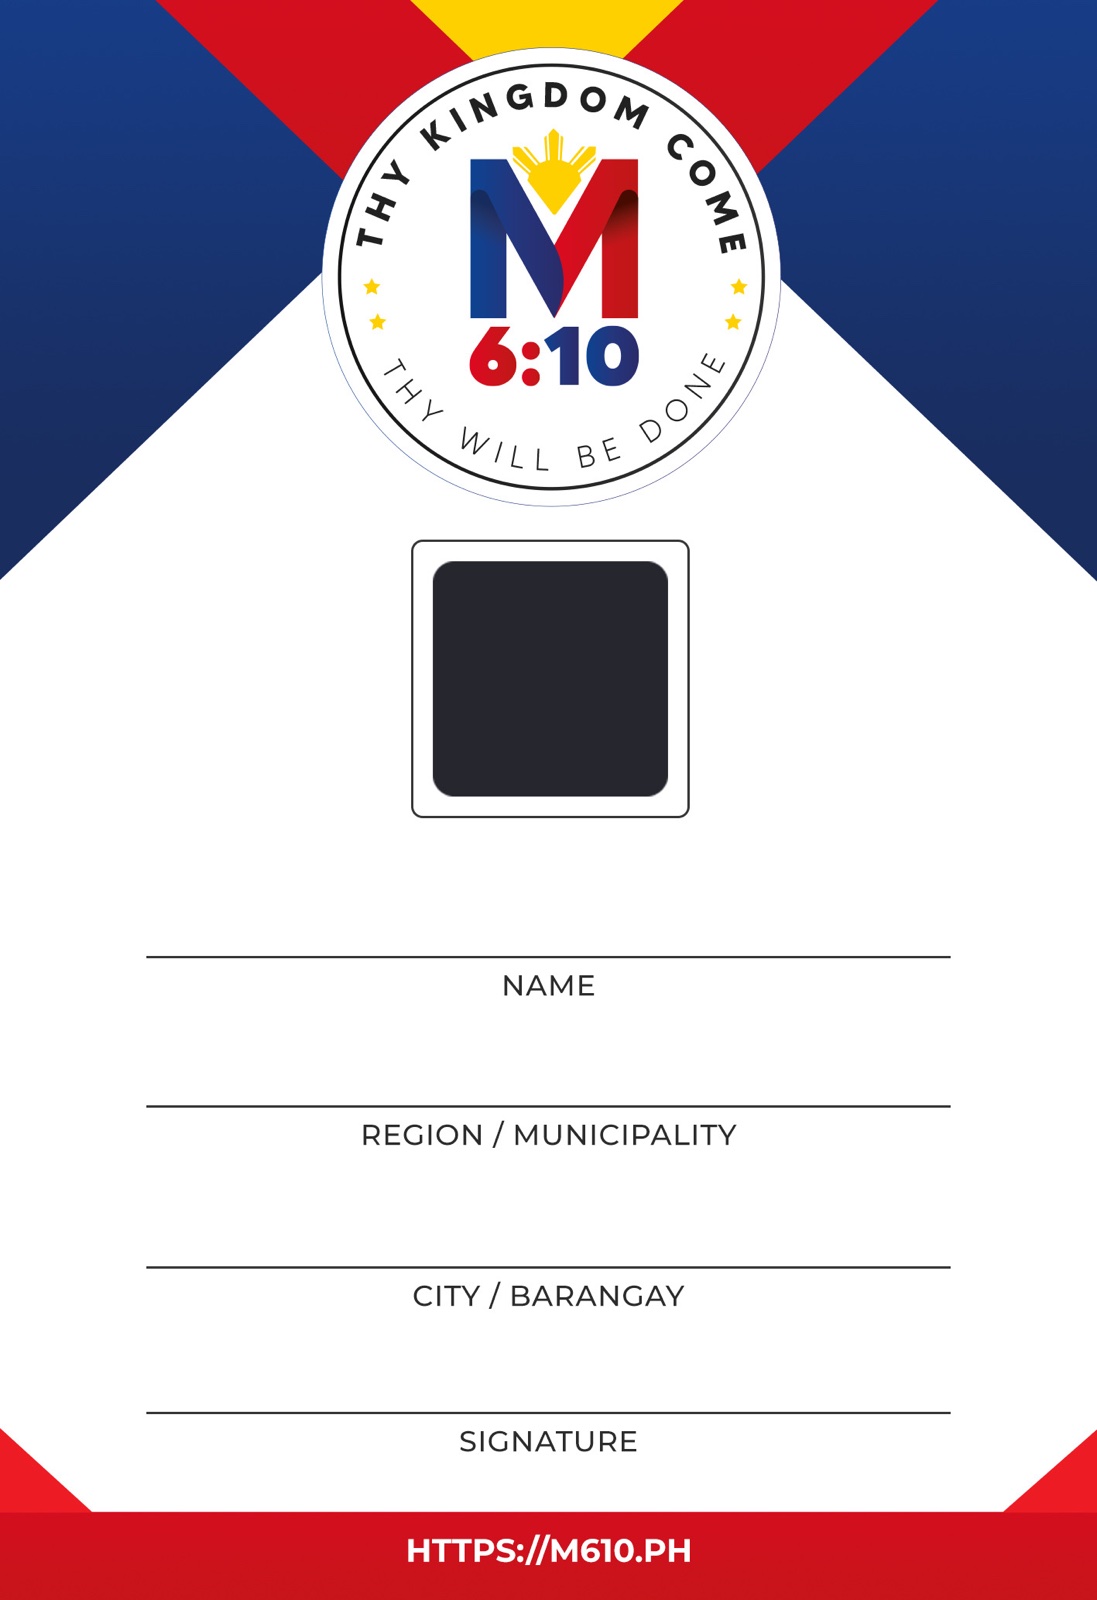 THY KINGDOM COME
M
6:10
THY WILL BE DONE
NAME
REGION / MUNICIPALITY
CITY / BARANGAY
SIGNATURE
HTTPS://M610.PH